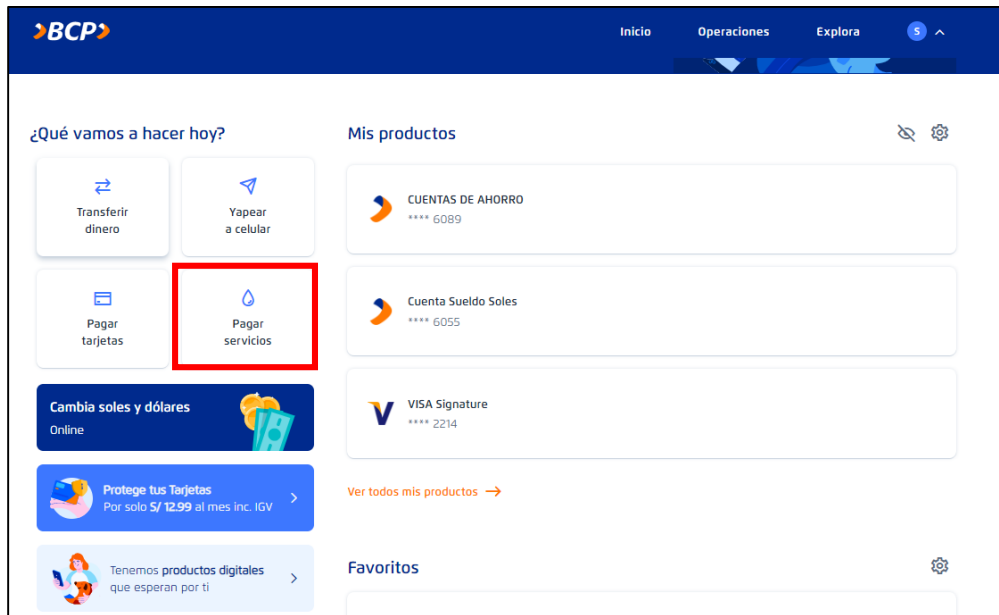 BCP
Inicio
Operaciones
Explora
S
¿Qué vamos a hacer hoy?
Transferir
dinero
Yapear
a celular
Pagar
tarjetas
Pagar
servicios
Cambia soles y dólares
Online
Protege tus Tarjetas
Por solo S/ 12.99 al mes inc. IGV
Tenemos productos digitales
que esperan por ti
Mis productos
CUENTAS DE AHORRO
**** 6089
Cuenta Sueldo Soles
**** 6055
VISA Signature
**** 2214
Ver todos mis productos
Favoritos